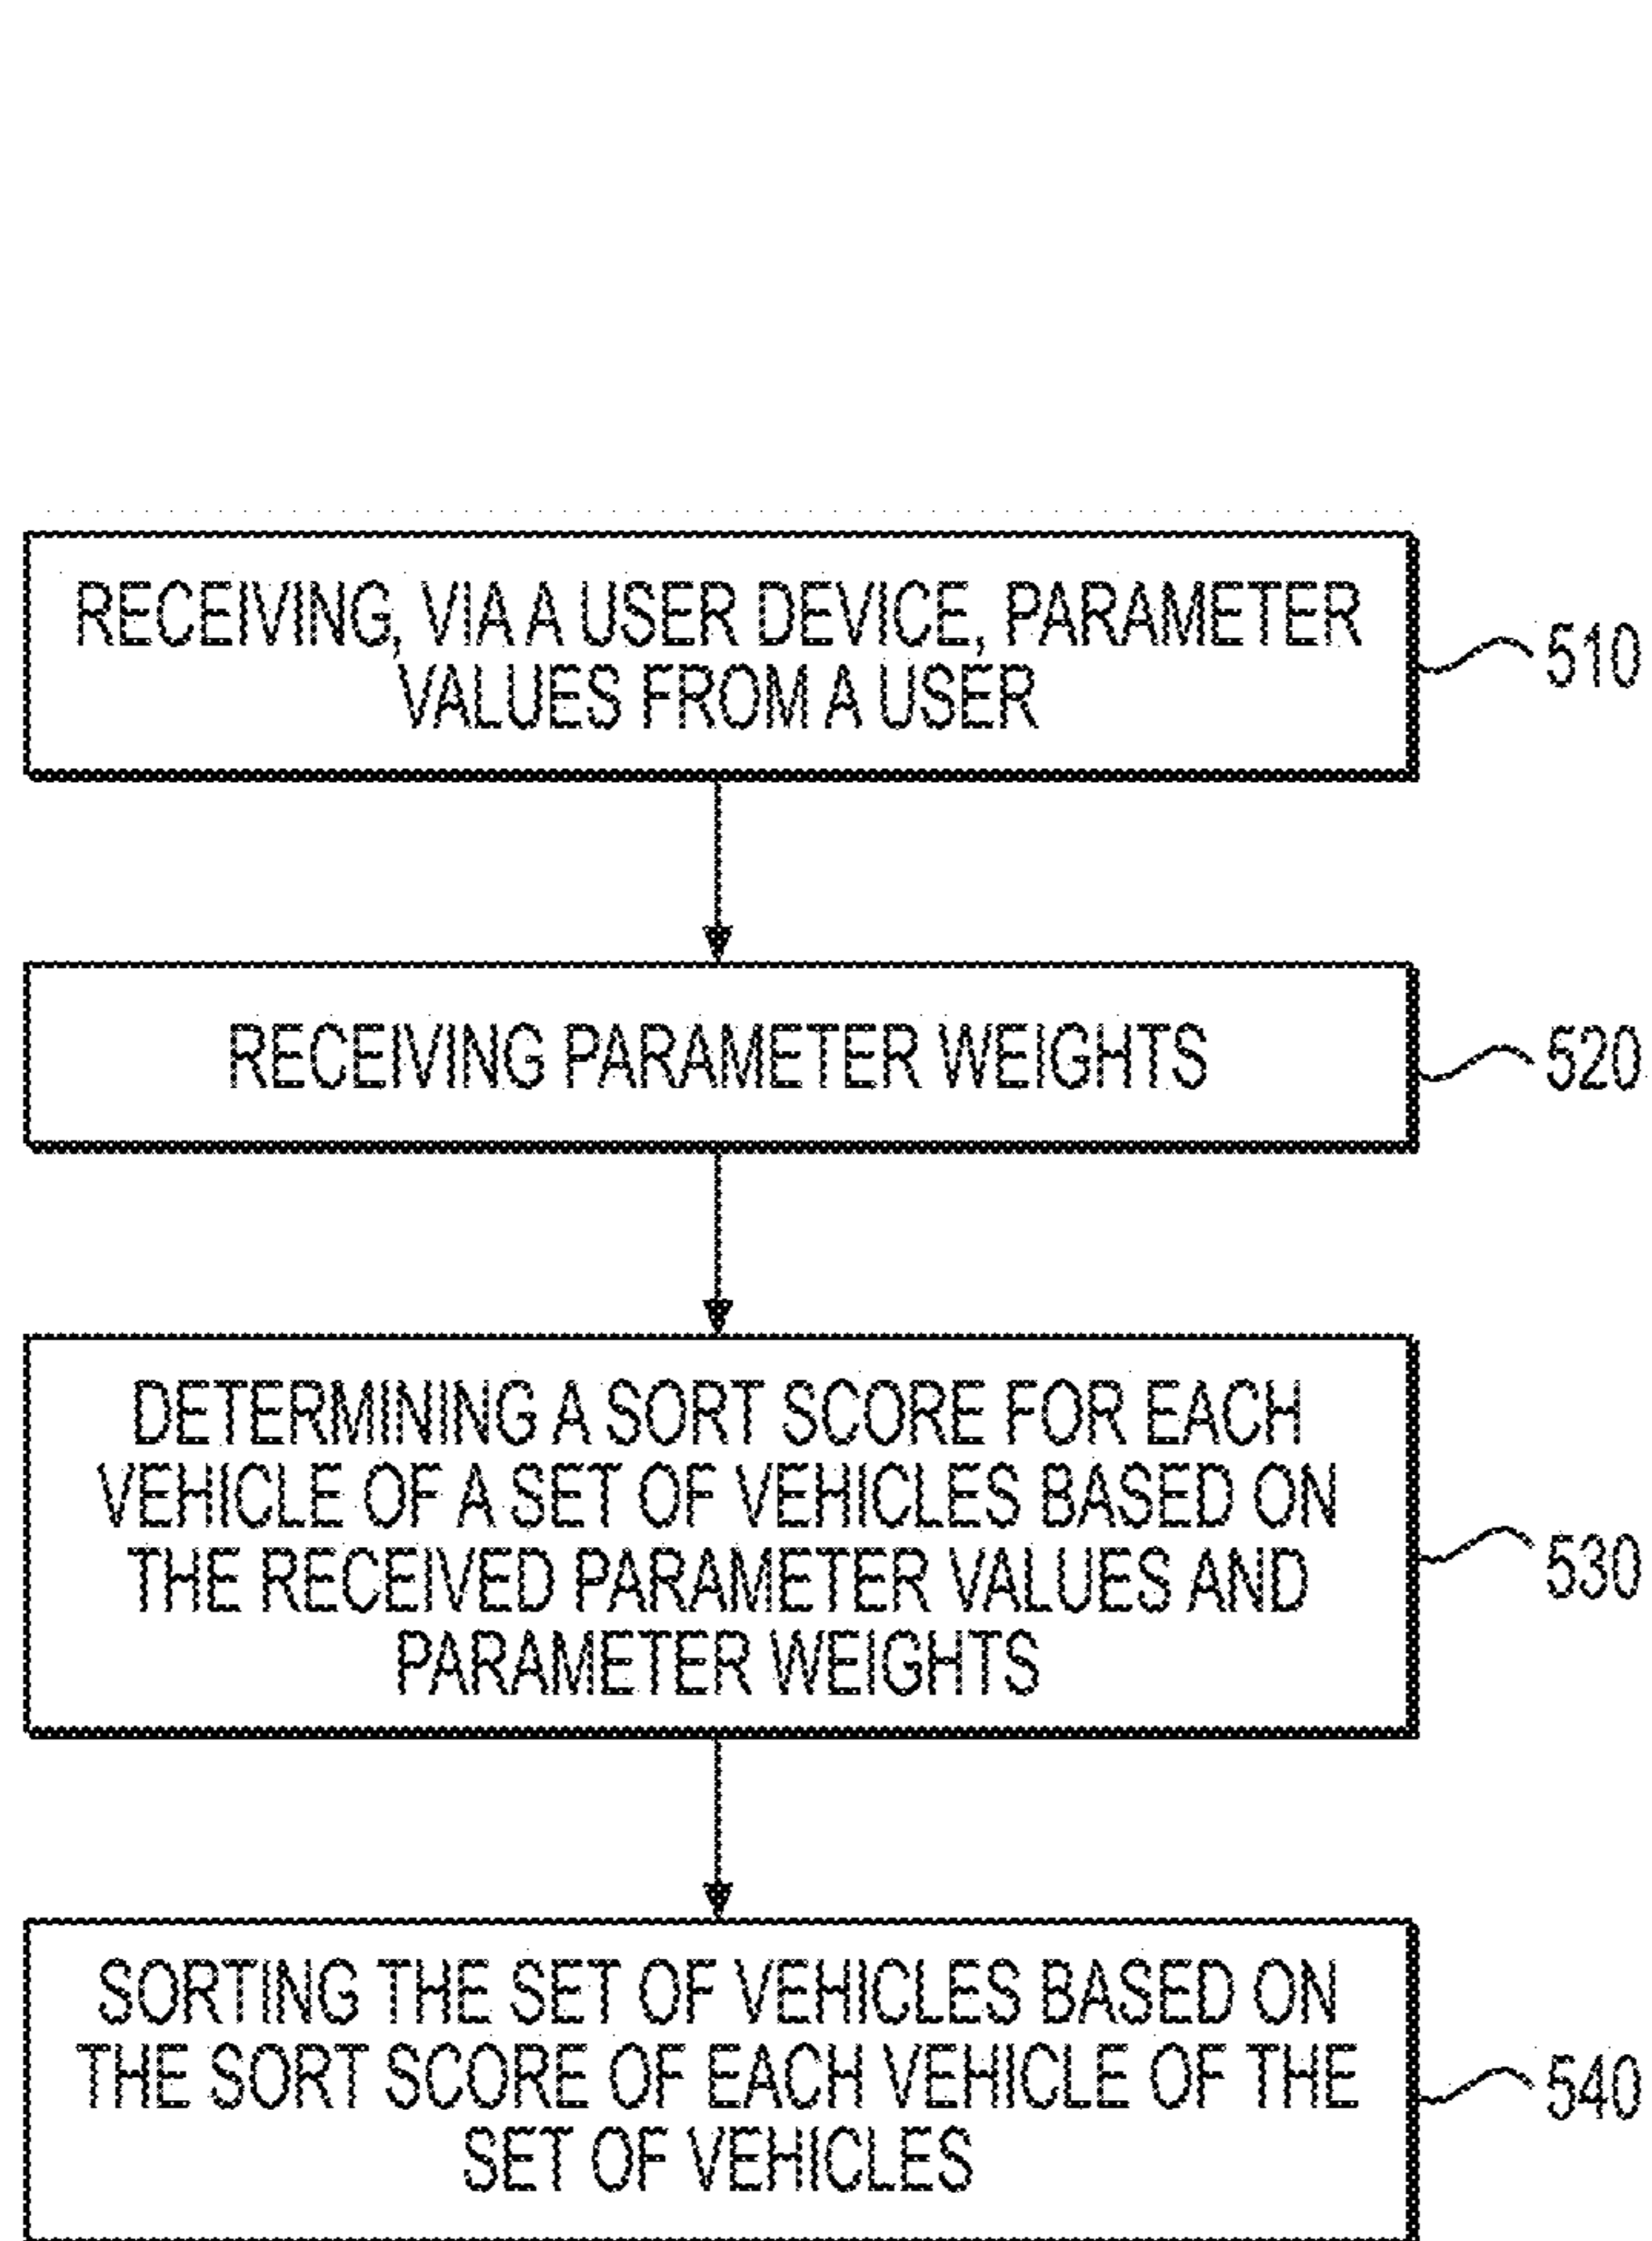 RECEIVING, VIA A USER DEVICE, PARAMETER
VALUES FROM A USER
510
RECEIVING PARAMETER WEIGHTS
520
DETERMINING A SORT SCORE FOR EACH
VEHICLE OF A SET OF VEHICLES BASED ON
THE RECEIVED PARAMETER VALUES AND
PARAMETER WEIGHTS
530
SORTING THE SET OF VEHICLES BASED ON
THE SORT SCORE OF EACH VEHICLE OF THE
SET OF VEHICLES
540